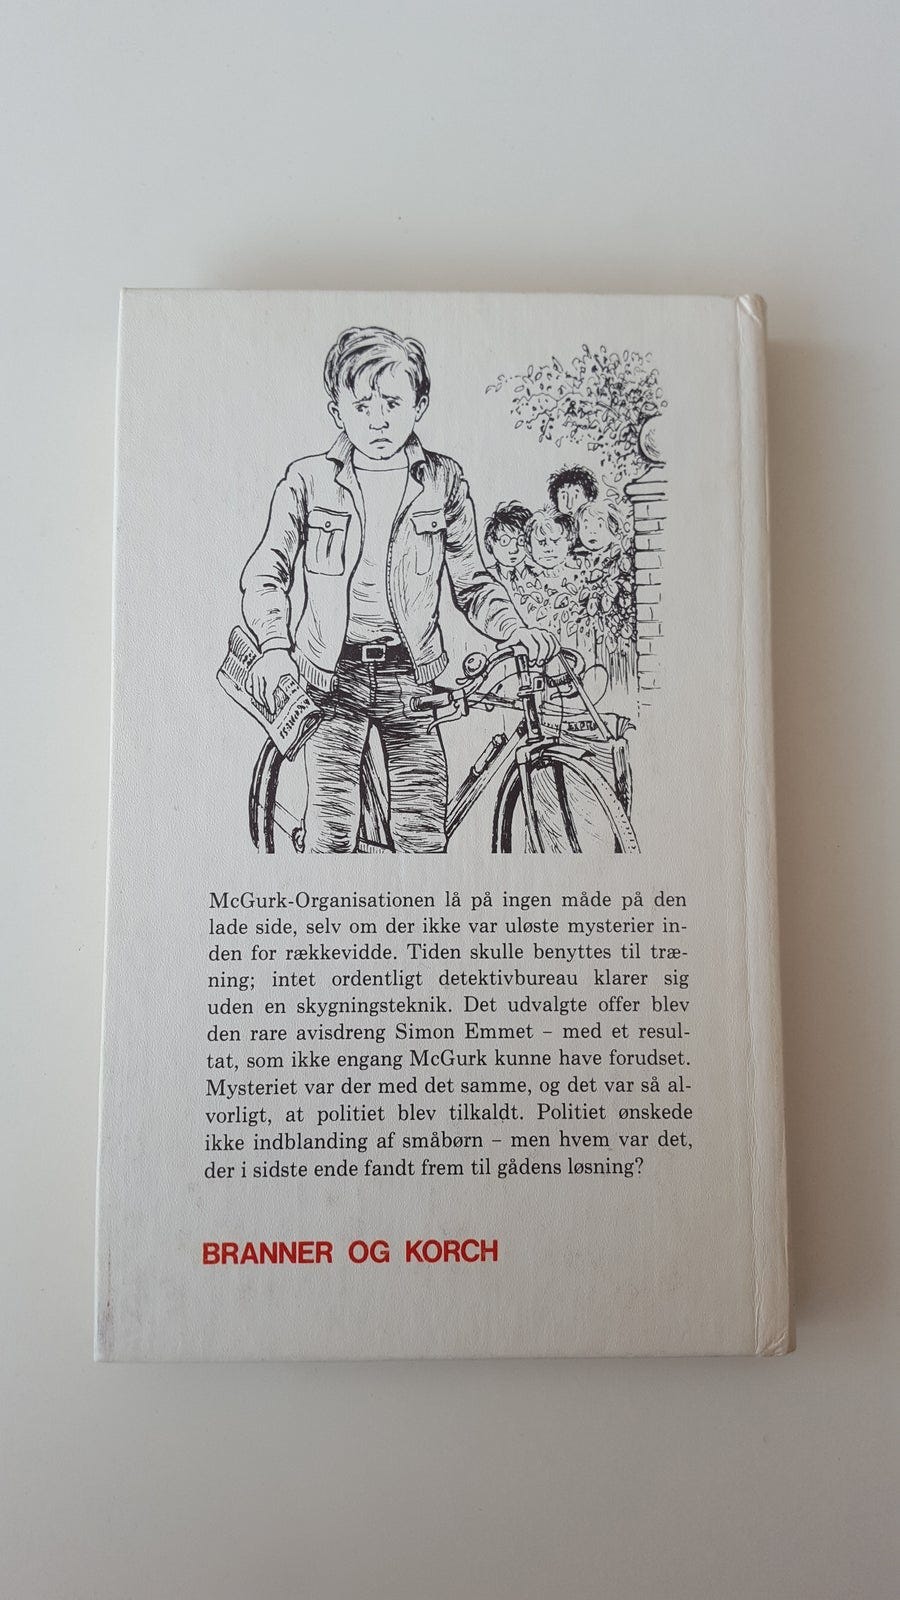 McGurk-Organisationen lå på ingen måde på den
lade side, selv om der ikke var uløste mysterier in-
den for rækkevidde. Tiden skulle benyttes til træ-
ning; intet ordentligt detektivbureau klarer sig
uden en skygningsteknik. Det udvalgte offer blev
den rare avisdreng Simon Emmet – med et resul-
tat, som ikke engang McGurk kunne have forudset.
Mysteriet var der med det samme, og det var så al-
vorligt, at politiet blev tilkaldt. Politiet ønskede
ikke indblanding af småbørn – men hvem var det,
der i sidste ende fandt frem til gådens løsning?
BRANNER OG KORCH